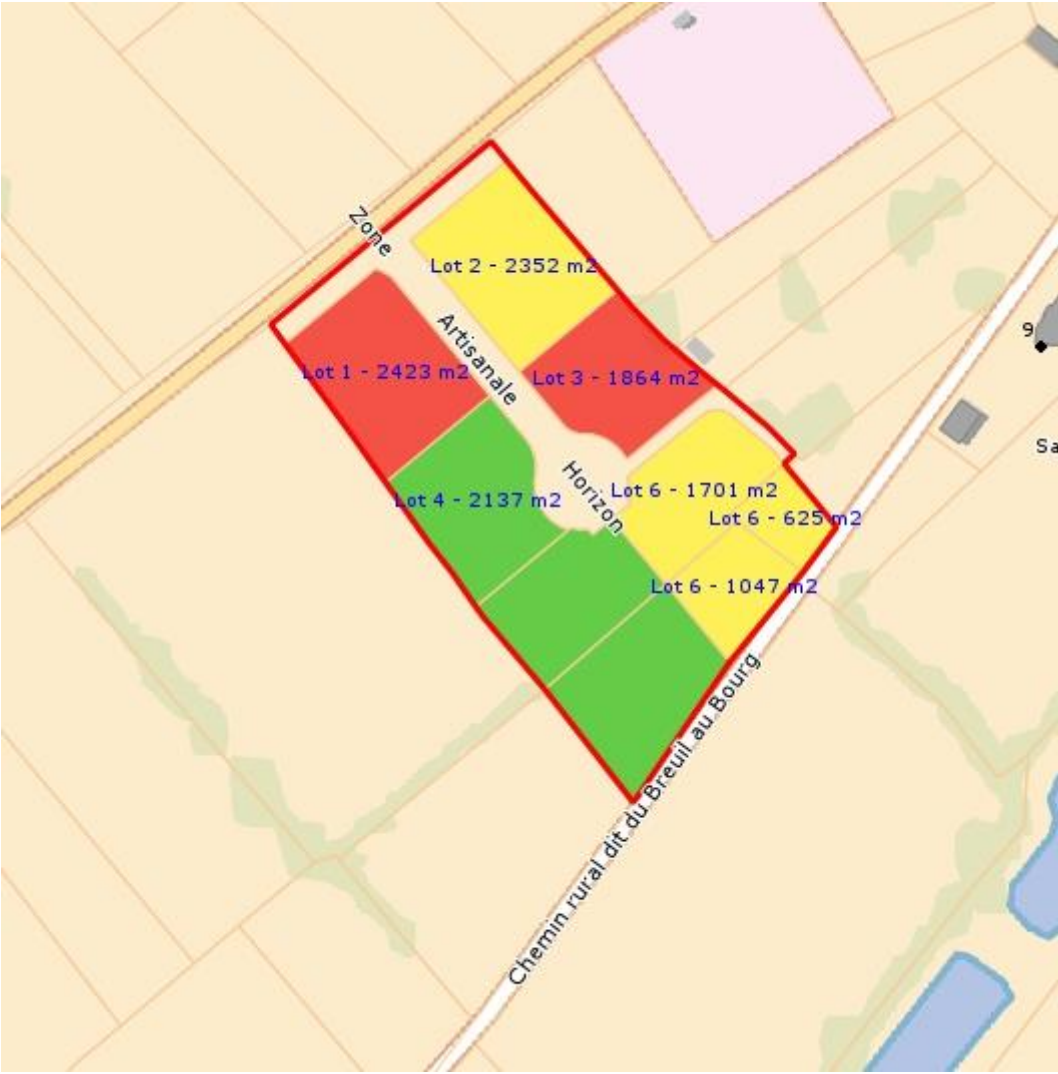 Zone
Lot 2 - 2352 m2
Artisanale
9
Lot 1 - 2423 m2
Lot 3 - 1864 m2
Sa
Horizon
Lot 6 - 1701 m2
Lot 4 - 2137 m2
Lot 6 - 625 m2
Lot 6 - 1047 m2
Chemin rural dit du Breuil au Bourg